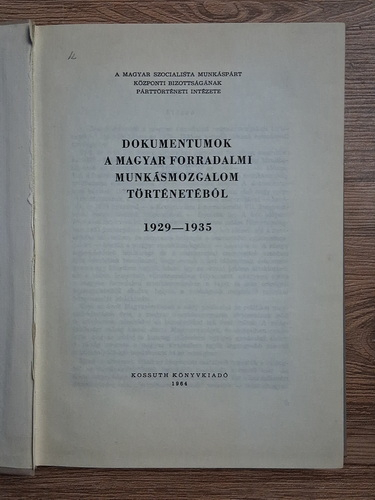 A MAGYAR SZOCIALISTA MUNKÁSPÁRT
KÖZPONTI BIZOTTSÁGÁNAK
PÁRTTÖRTÉNETI INTÉZETE
DOKUMENTUMOK
A MAGYAR FORRADALMI
MUNKÁSMOZGALOM
TÖRTÉNETÉBŐL
1929—1935
KOSSUTH KÖNYVKIADÓ
1964